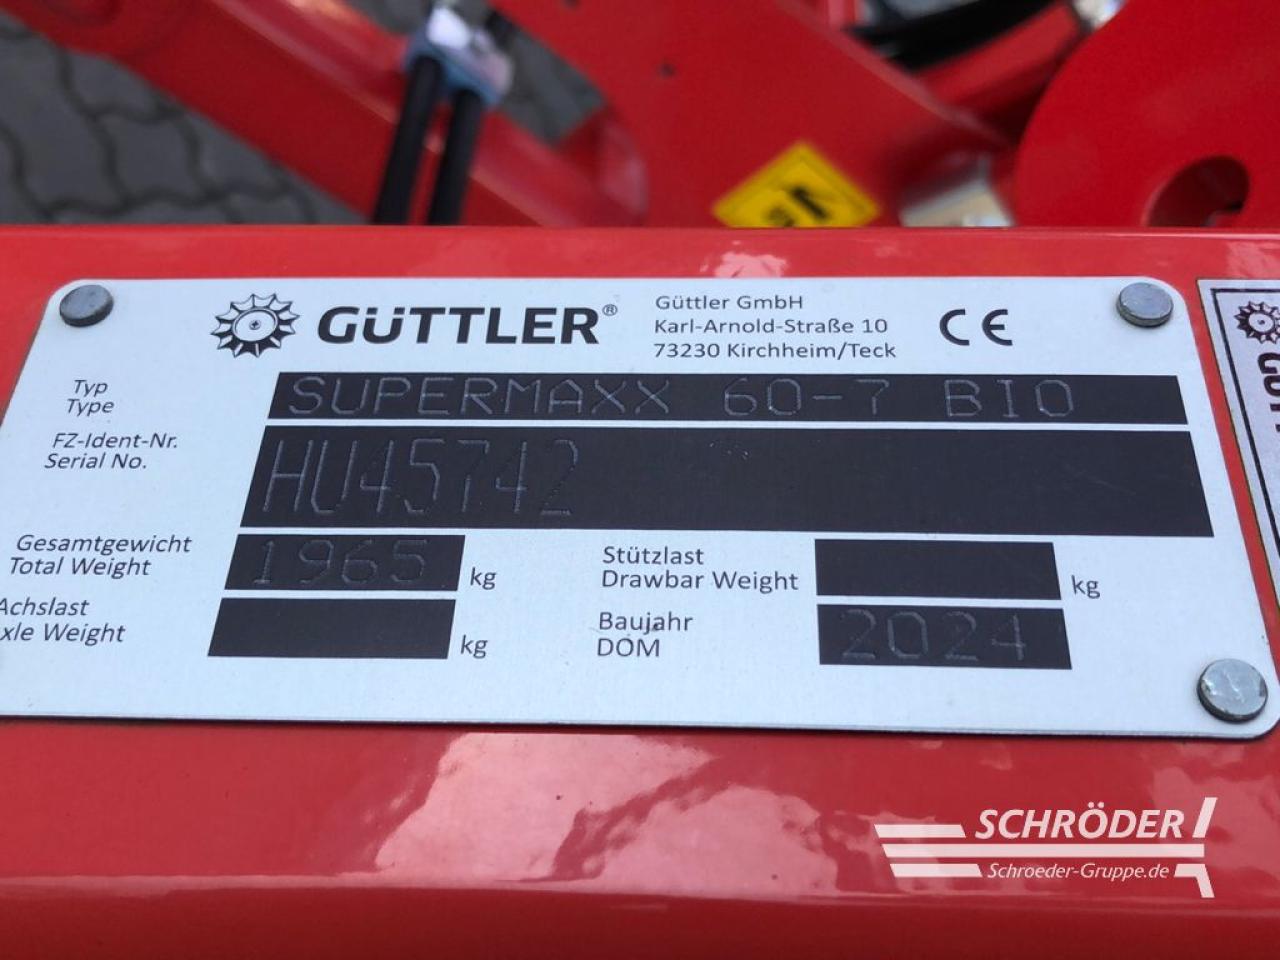 GÜTTLER®
Güttler GmbH
Karl-Arnold-Straße 10
73230 Kirchheim/Teck
CE
Typ
Type
SUPERMAXX 60-7 BIO
FZ-Ident-Nr.
Serial No.
HU45742
Gesamtgewicht
Total Weight
1965 kg
Stützlast
Drawbar Weight
kg
Achslast
xle Weight
kg
Baujahr
DOM
2024
SCHRÖDER
Schroeder-Gruppe.de